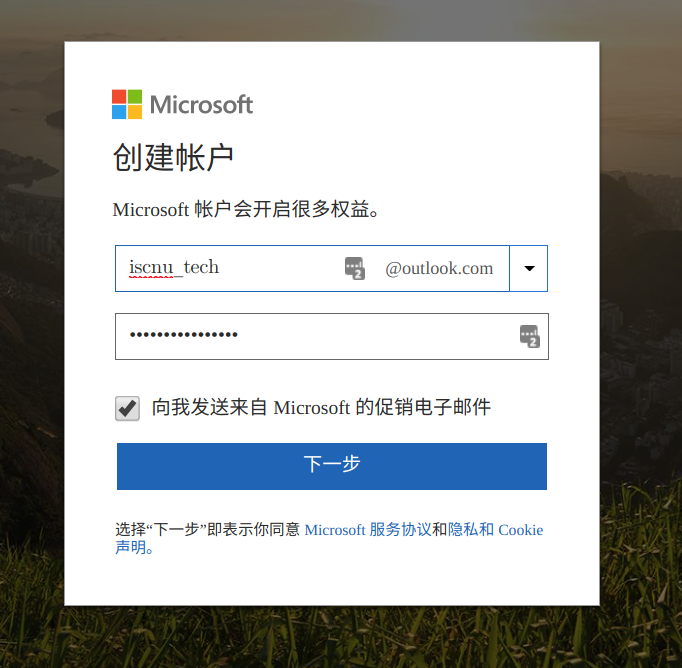 Microsoft
创建帐户
Microsoft 帐户会开启很多权益。
iscnu_tech @outlook.com
••••••••••••••••
向我发送来自 Microsoft 的促销电子邮件
下一步
选择“下一步”即表示你同意 Microsoft 服务协议和隐私和 Cookie
声明。